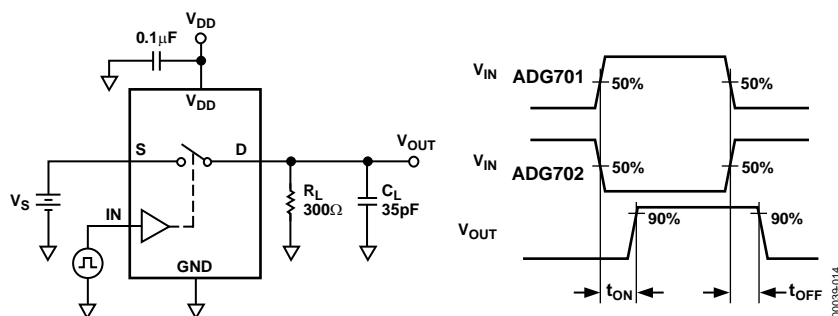 VDD
0.1µF
VDD
S
D
VOUT
VS
IN
RL
300Ω
CL
35pF
GND
VIN
ADG701
50%
50%
VIN
ADG702
50%
50%
VOUT
90%
90%
tON
tOFF
00039-014